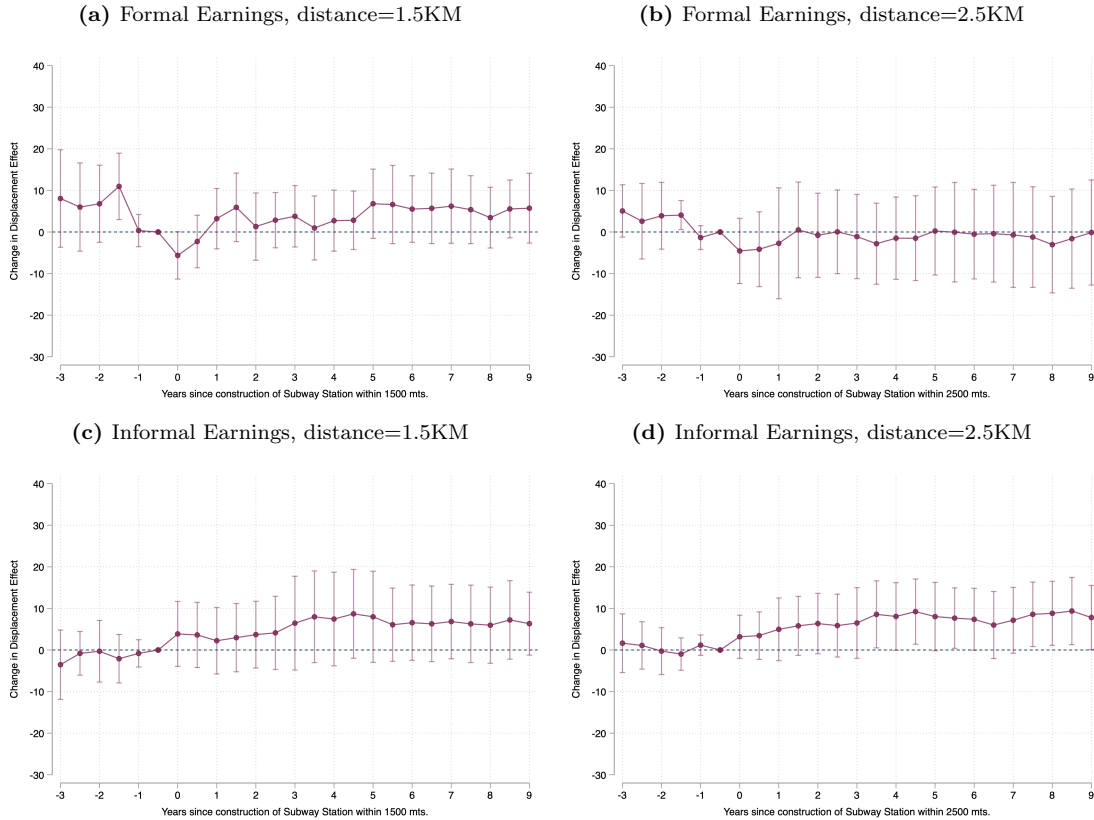 (a) Formal Earnings, distance=1.5KM
Change in Displacement Effect
40
30
20
10
0
-10
-20
-30
-3 -2 -1 0 1 2 3 4 5 6 7 8 9
Years since construction of Subway Station within 1500 mts.
(b) Formal Earnings, distance=2.5KM
Change in Displacement Effect
40
30
20
10
0
-10
-20
-30
-3 -2 -1 0 1 2 3 4 5 6 7 8 9
Years since construction of Subway Station within 2500 mts.
(c) Informal Earnings, distance=1.5KM
Change in Displacement Effect
40
30
20
10
0
-10
-20
-30
-3 -2 -1 0 1 2 3 4 5 6 7 8 9
Years since construction of Subway Station within 1500 mts.
(d) Informal Earnings, distance=2.5KM
Change in Displacement Effect
40
30
20
10
0
-10
-20
-30
-3 -2 -1 0 1 2 3 4 5 6 7 8 9
Years since construction of Subway Station within 2500 mts.